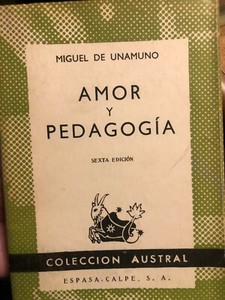 MIGUEL DE UNAMUNO
AMOR
Y
PEDAGOGÍA
SEXTA EDICIÓN
COLECCION AUSTRAL
ESPASA-CALPE, S. A.